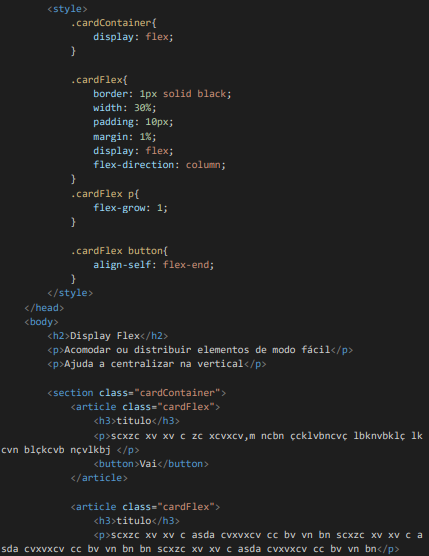 <style>
.cardContainer{
display: flex;
}
.cardFlex{
border: 1px solid black;
width: 30%;
padding: 10px;
margin: 1%;
display: flex;
flex-direction: column;
}
.cardFlex p{
flex-grow: 1;
}
.cardFlex button{
align-self: flex-end;
}
</style>
</head>
<body>
<h2>Display Flex</h2>
<p>Acomodar ou distribuir elementos de modo fácil</p>
<p>Ajuda a centralizar na vertical</p>
<section class="cardContainer">
<article class="cardFlex">
<h3>titulo</h3>
<p>scxzc xv xv c zc xcvxcv,m ncbn çcklvbncvç lbknvbklç lk
cvn blçkcvb nçvlkbj </p>
<button>Vai</button>
</article>
<article class="cardFlex">
<h3>titulo</h3>
<p>scxzc xv xv c asda cvxvxcv cc bv vn bn scxzc xv xv c a
sda cvxvxcv cc bv vn bn bn scxzc xv xv c asda cvxvxcv cc bv vn bn</p>